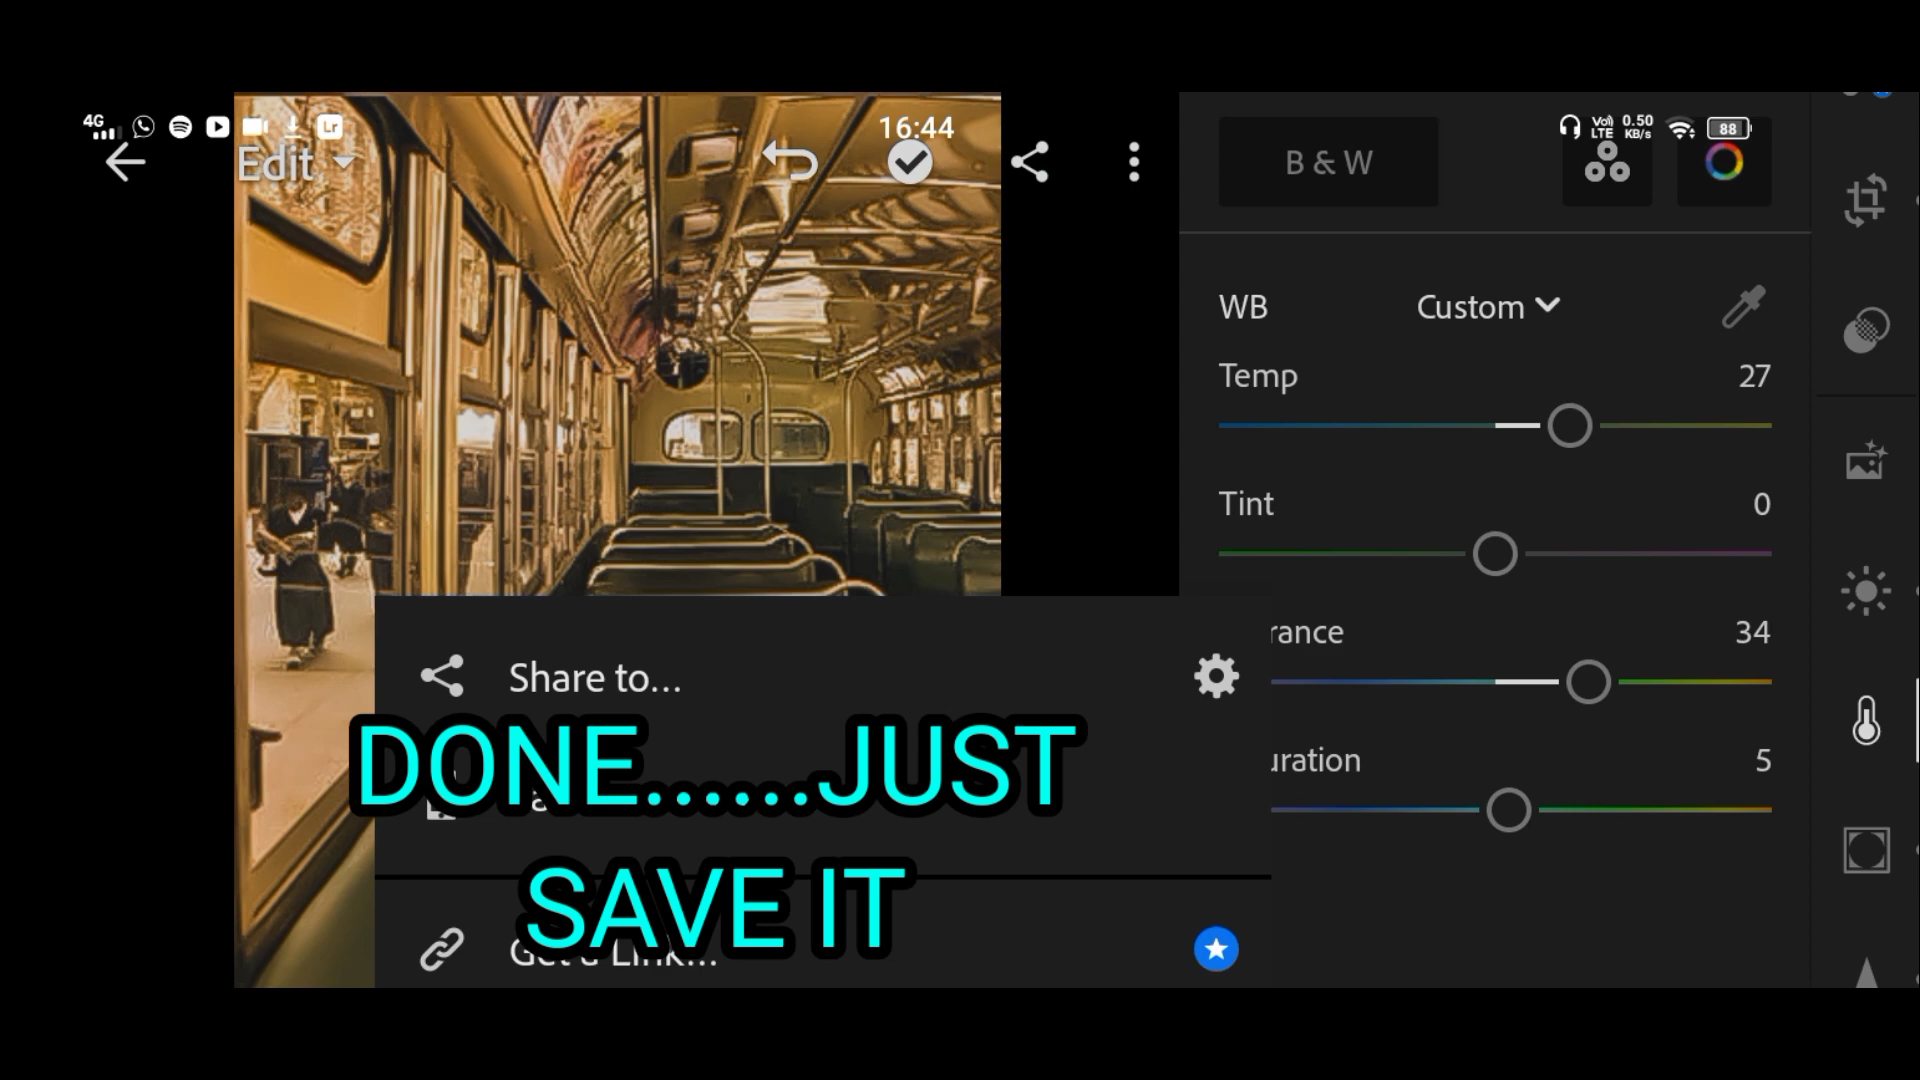 4G
Lr
16:44
Vo)) LTE
0.50 KB/s
88
Edit
B & W
WB Custom
Temp 27
Tint 0
rance 34
uration 5
Share to...
DONE......JUST
SAVE IT